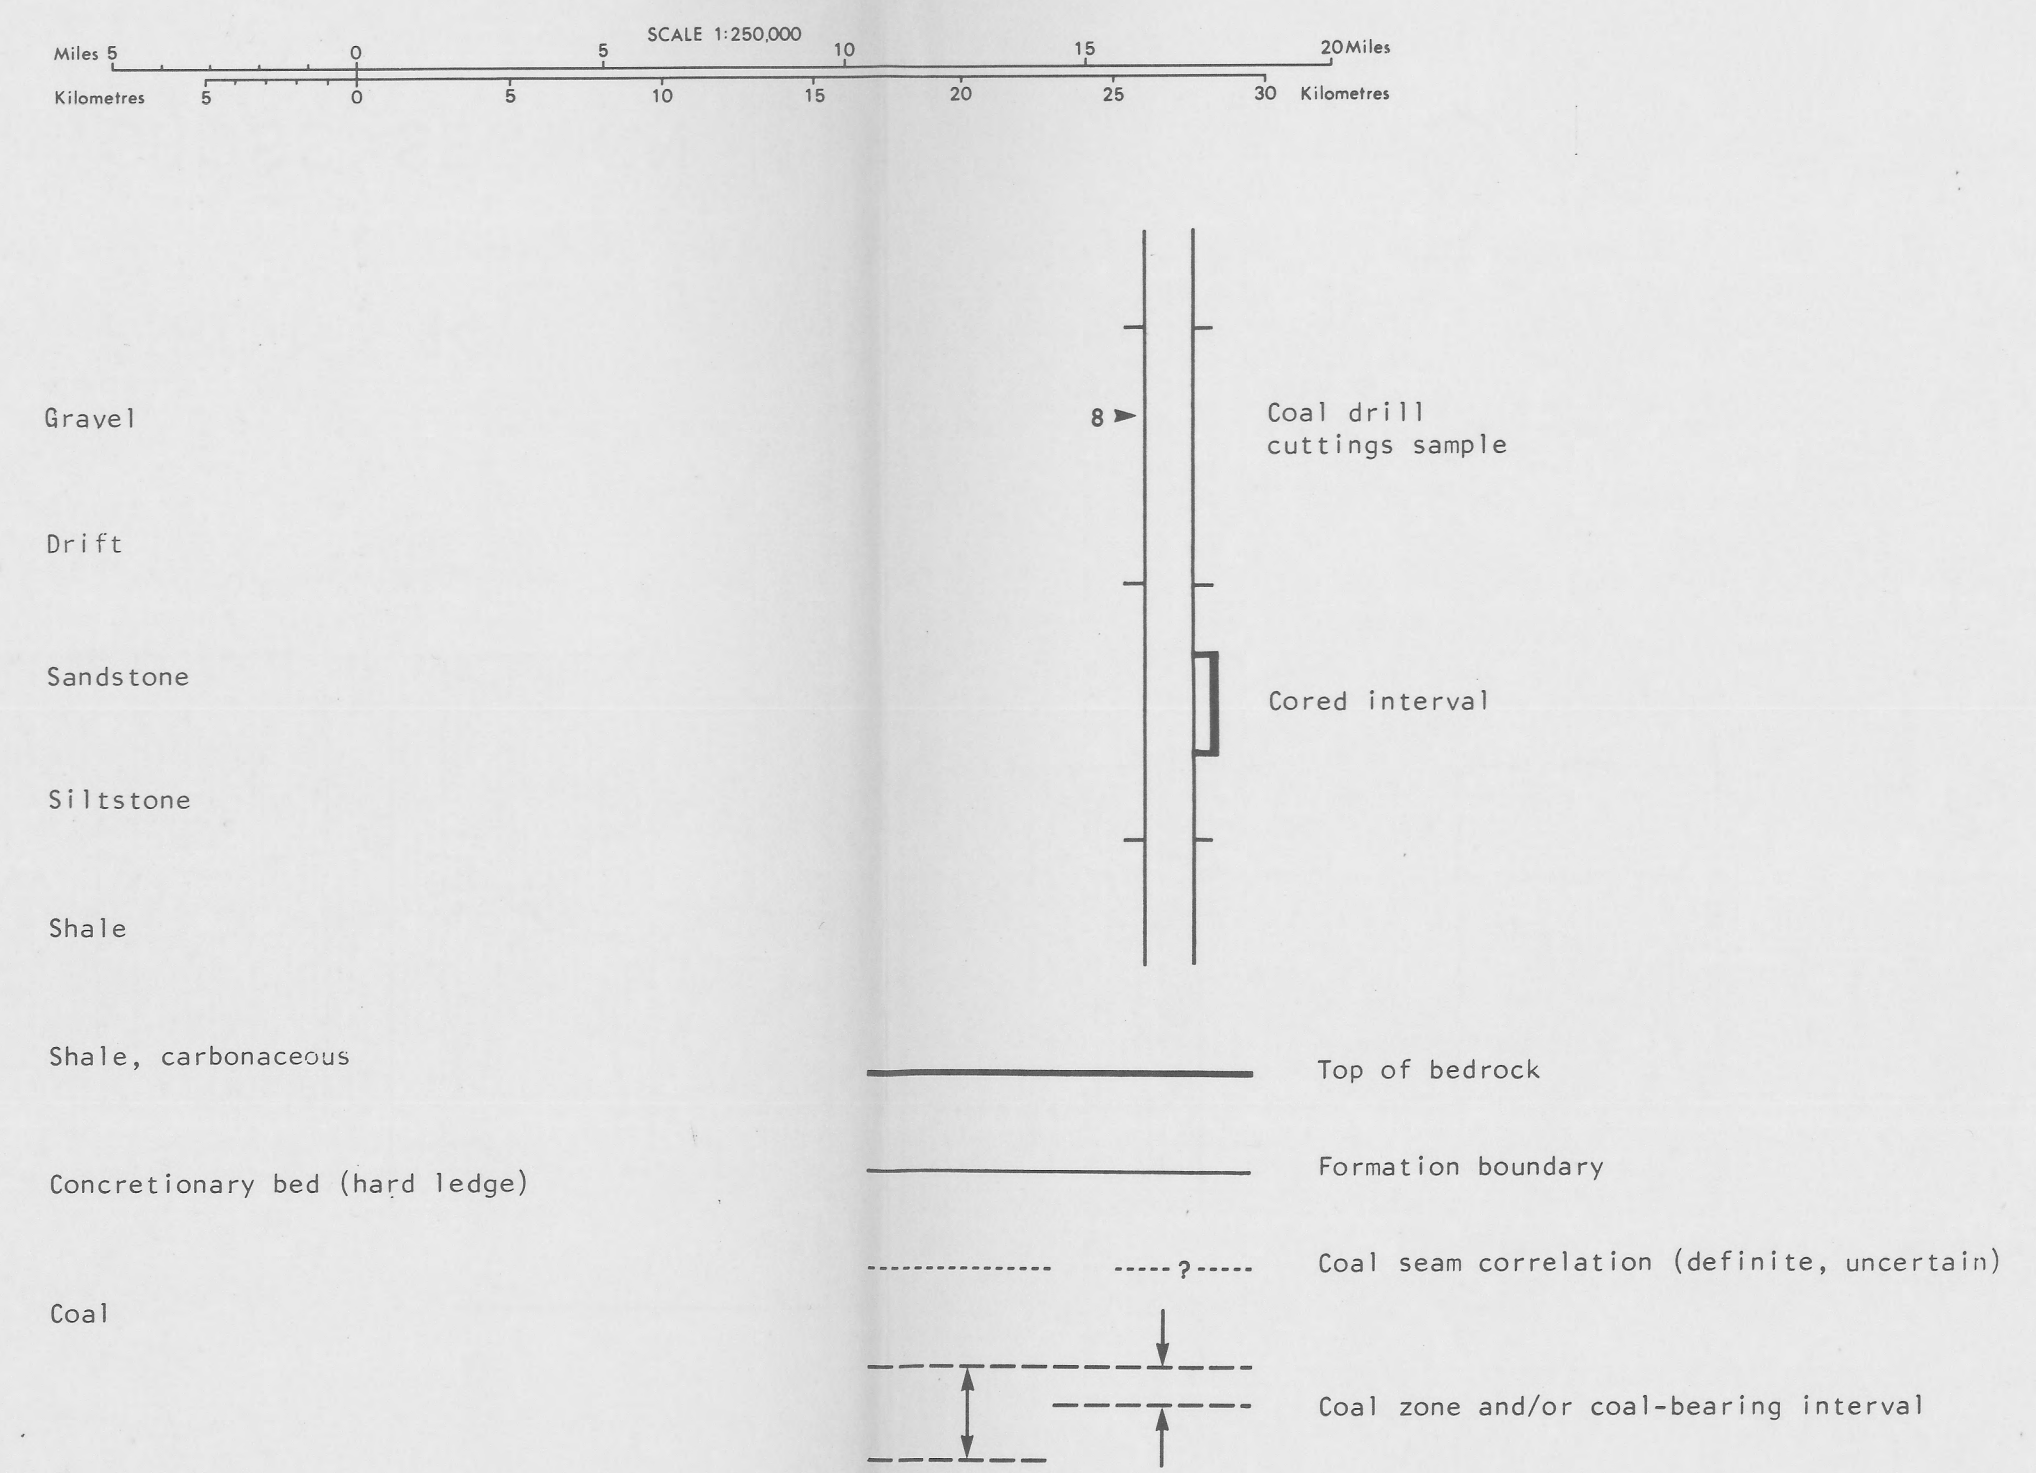 SCALE 1:250,000
Miles 5 0 5 10 15 20 Miles
Kilometres 5 0 5 10 15 20 25 30 Kilometres
Gravel
Drift
Sandstone
Siltstone
Shale
Shale, carbonaceous
Concretionary bed (hard ledge)
Coal
8
Coal drill
cuttings sample
Cored interval
Top of bedrock
Formation boundary
?
Coal seam correlation (definite, uncertain)
Coal zone and/or coal-bearing interval